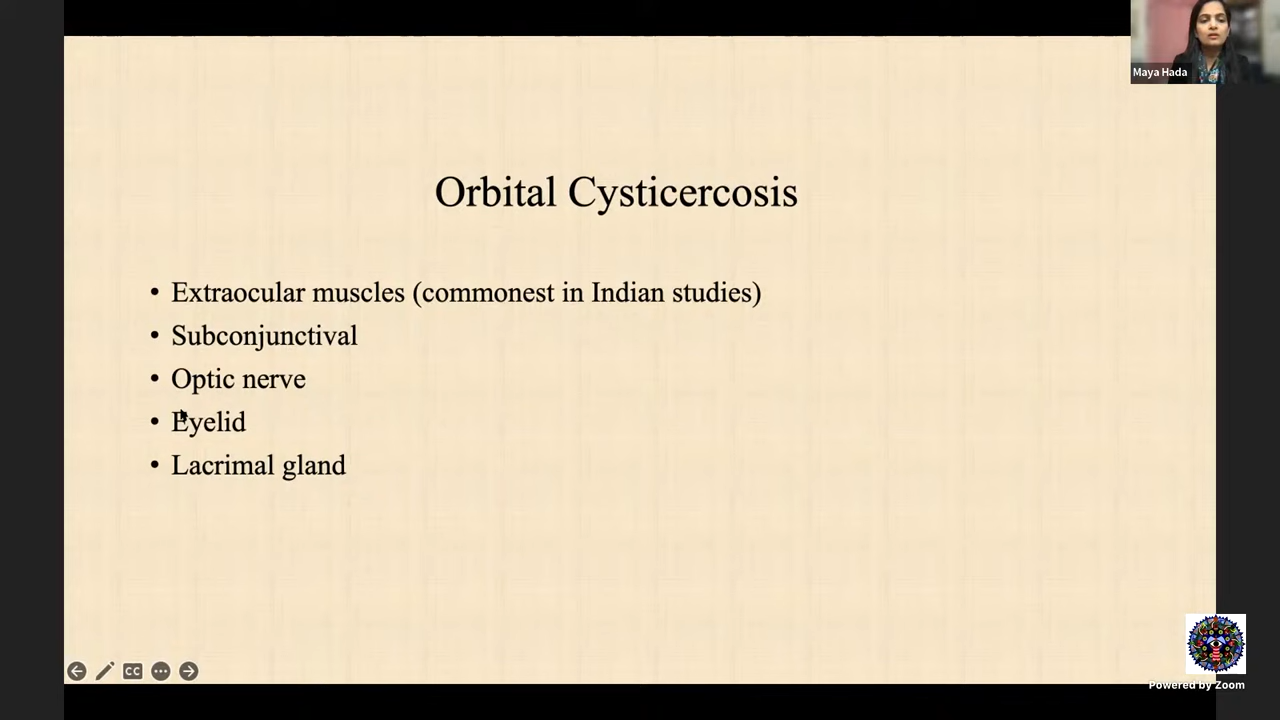 Maya Hada
Orbital Cysticercosis
• Extraocular muscles (commonest in Indian studies)
• Subconjunctival
• Optic nerve
• Eyelid
• Lacrimal gland
CC
Powered by Zoom